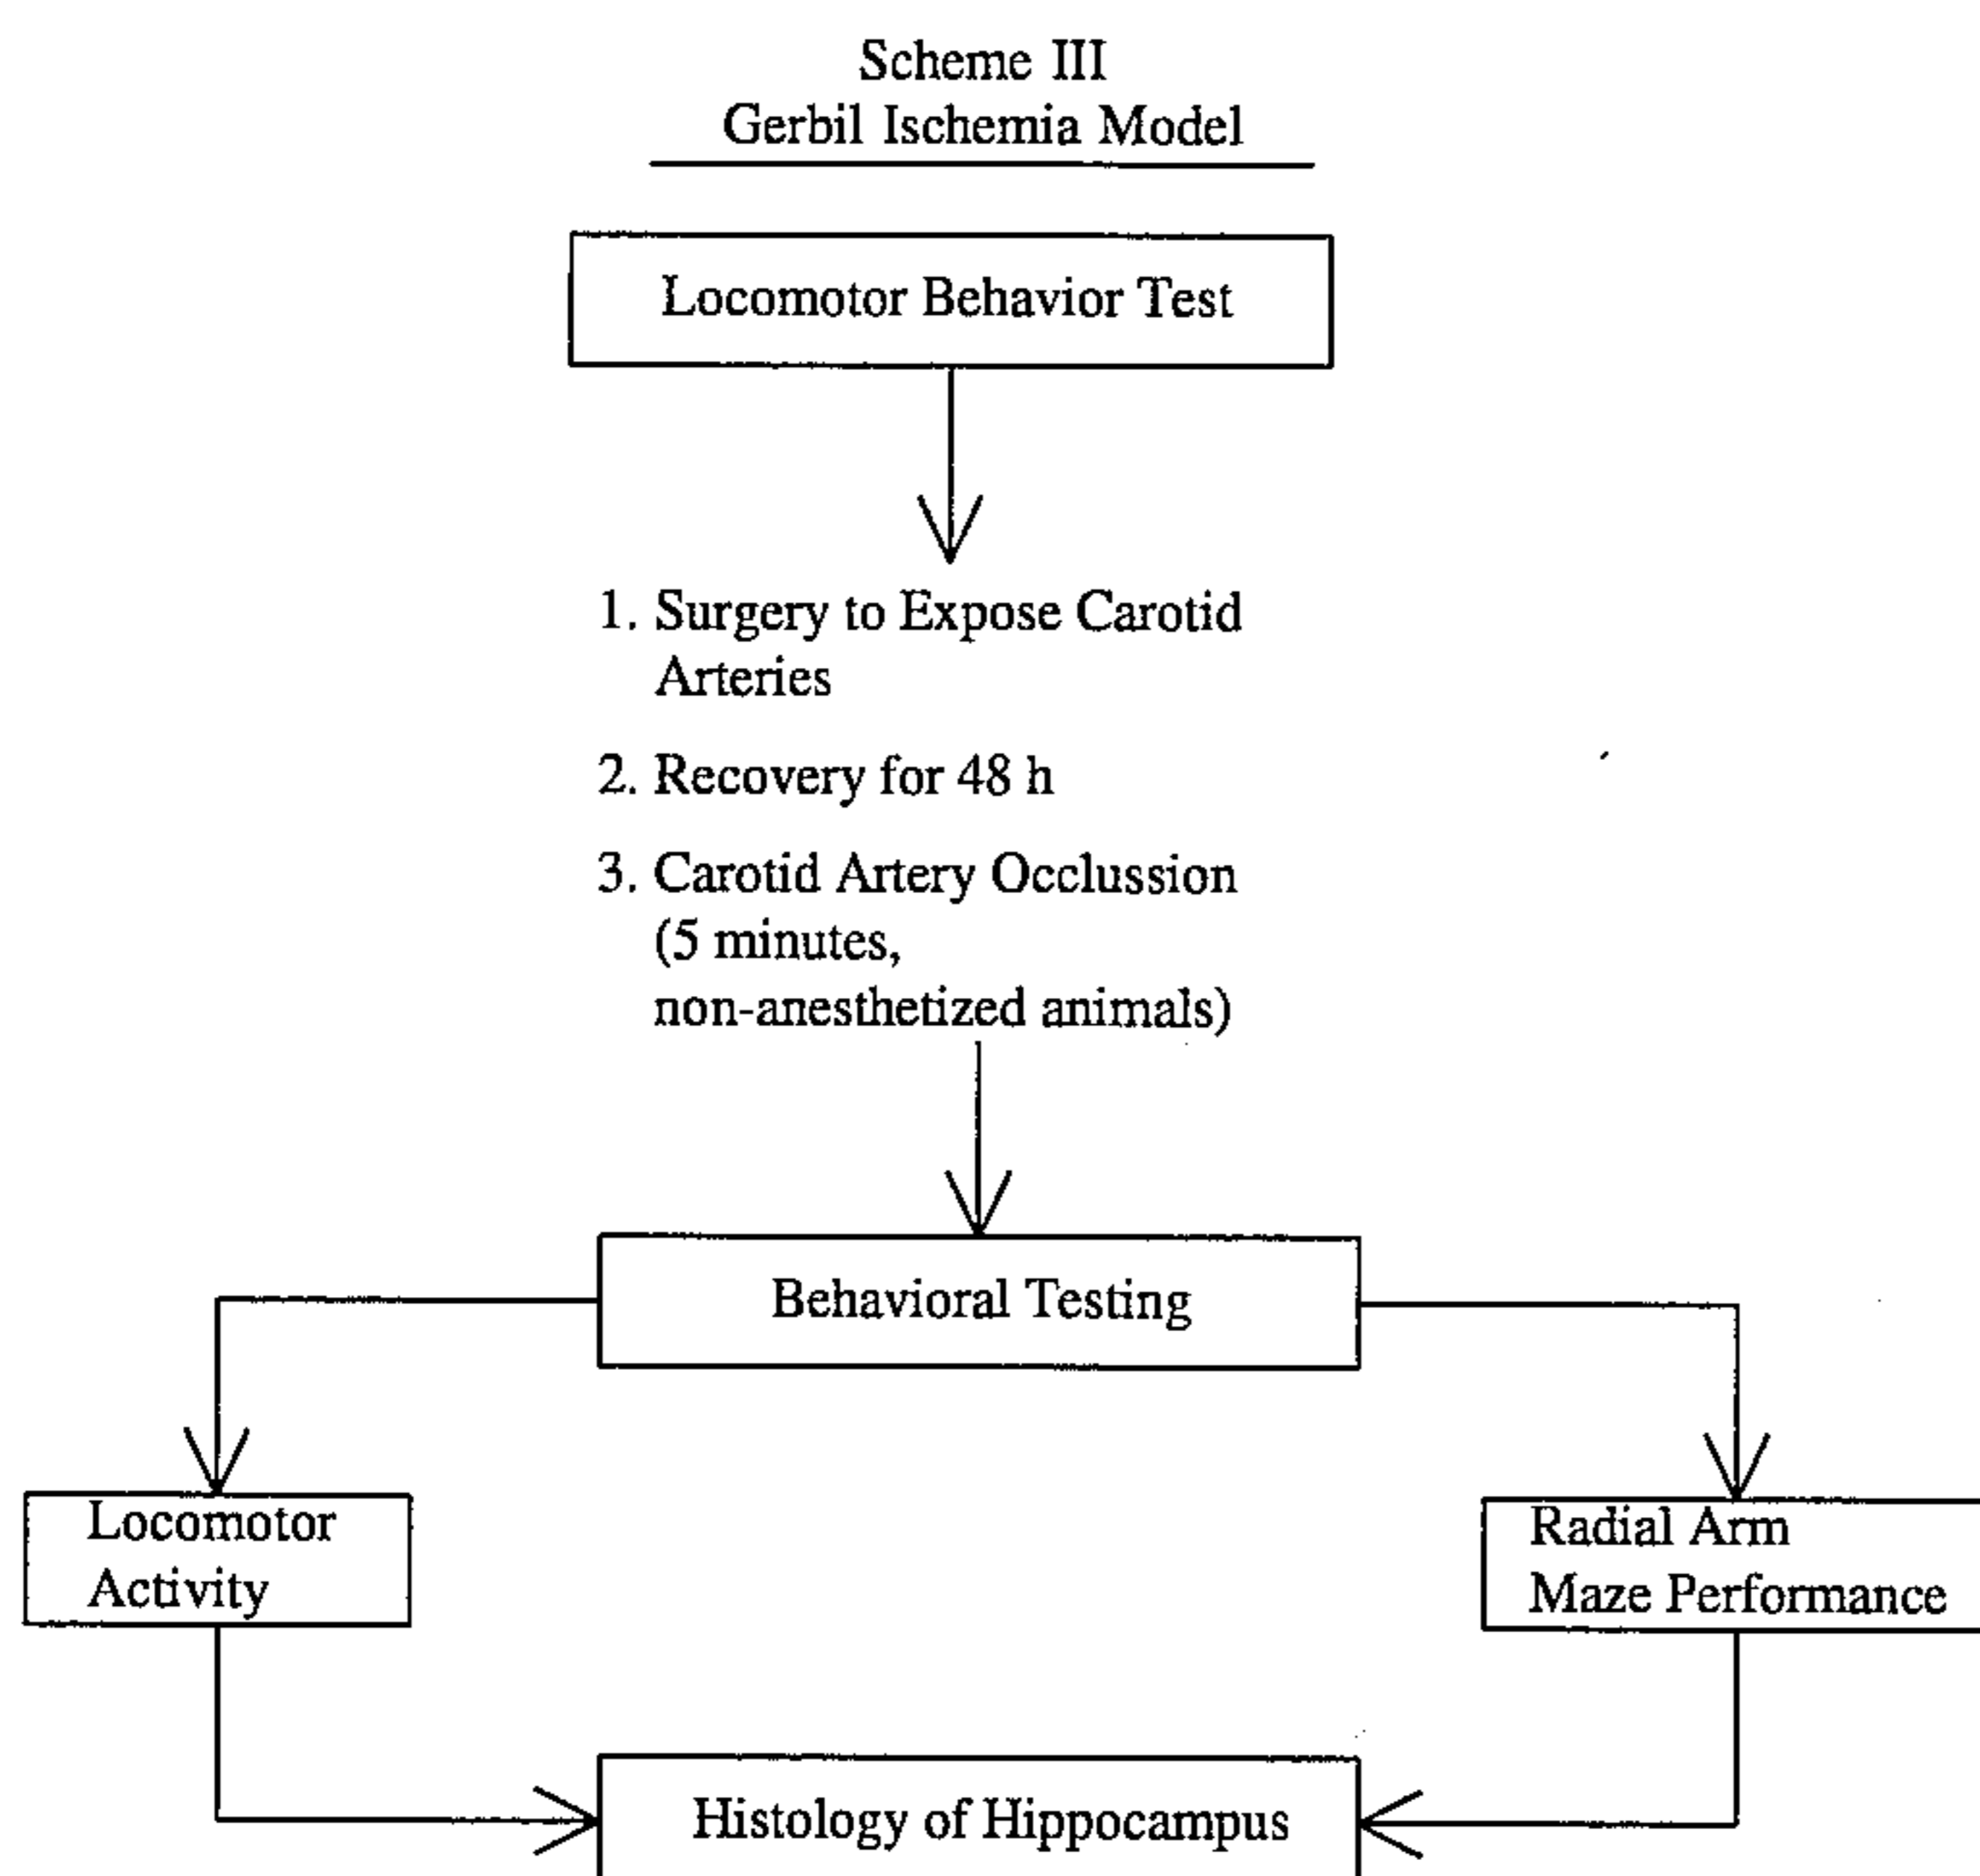 Scheme III
Gerbil Ischemia Model
Locomotor Behavior Test
1. Surgery to Expose Carotid
Arteries
2. Recovery for 48 h
3. Carotid Artery Occlussion
(5 minutes,
non-anesthetized animals)
Behavioral Testing
Locomotor
Activity
Radial Arm
Maze Performance
Histology of Hippocampus